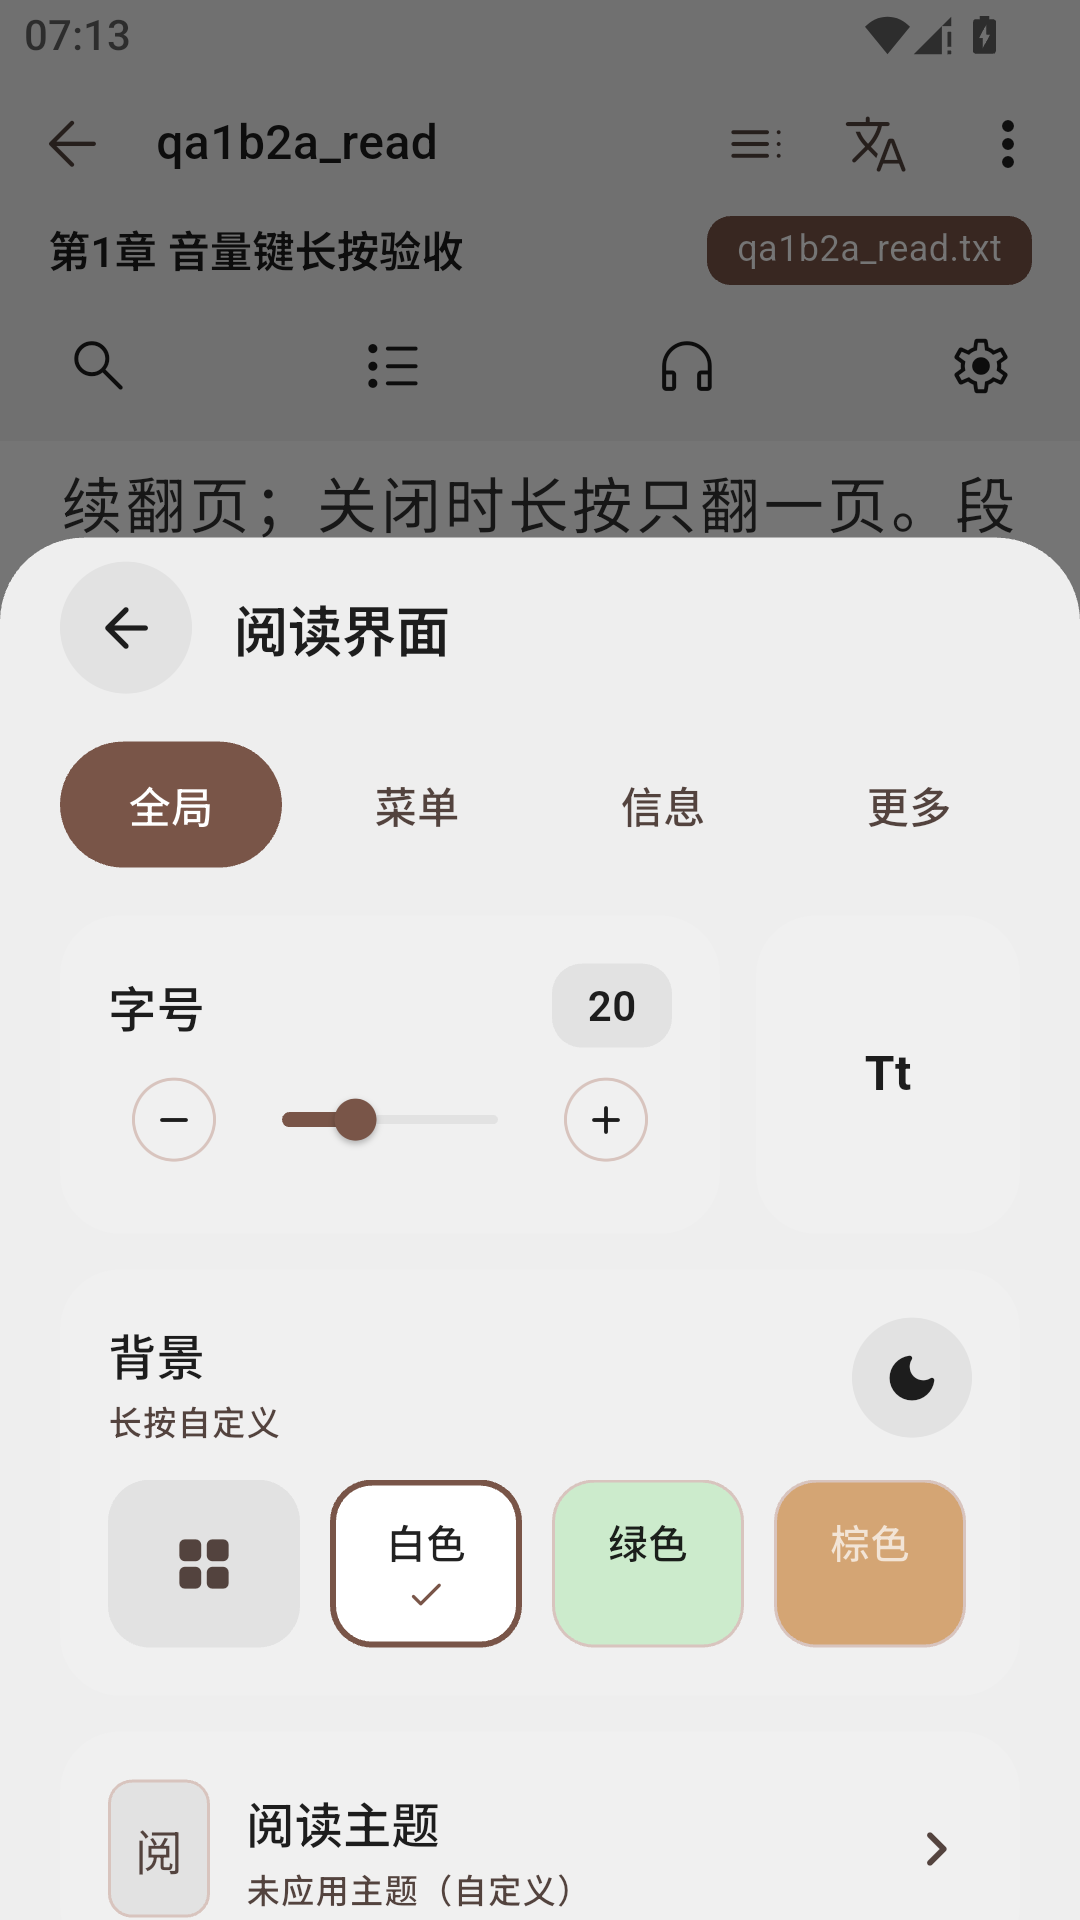 07:13
qa1b2a_read
第1章 音量键长按验收
qa1b2a_read.txt
续翻页；关闭时长按只翻一页。段
阅读界面
全局
菜单
信息
更多
字号
20
Tt
背景
长按自定义
白色
绿色
棕色
阅
阅读主题
未应用主题（自定义）